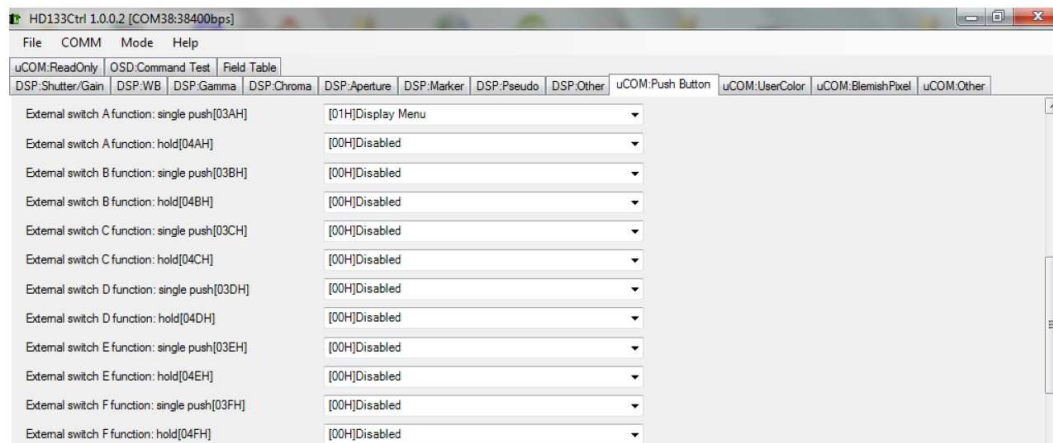 HD133Ctrl 1.0.0.2 [COM38:38400bps]
File COMM Mode Help
uCOM:ReadOnly OSD:Command Test Field Table
DSP:Shutter/Gain DSP:WB DSP:Gamma DSP:Chroma DSP:Aperture DSP:Marker DSP:Pseudo DSP:Other uCOM:Push Button uCOM:UserColor uCOM:BlemishPixel uCOM:Other
External switch A function: single push[03AH] [01H]Display Menu
External switch A function: hold[04AH] [00H]Disabled
External switch B function: single push[03BH] [00H]Disabled
External switch B function: hold[04BH] [00H]Disabled
External switch C function: single push[03CH] [00H]Disabled
External switch C function: hold[04CH] [00H]Disabled
External switch D function: single push[03DH] [00H]Disabled
External switch D function: hold[04DH] [00H]Disabled
External switch E function: single push[03EH] [00H]Disabled
External switch E function: hold[04EH] [00H]Disabled
External switch F function: single push[03FH] [00H]Disabled
External switch F function: hold[04FH] [00H]Disabled